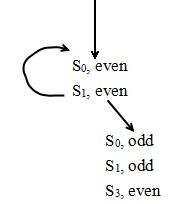 S₀, even
S₁, even
S₀, odd
S₁, odd
S₃, even